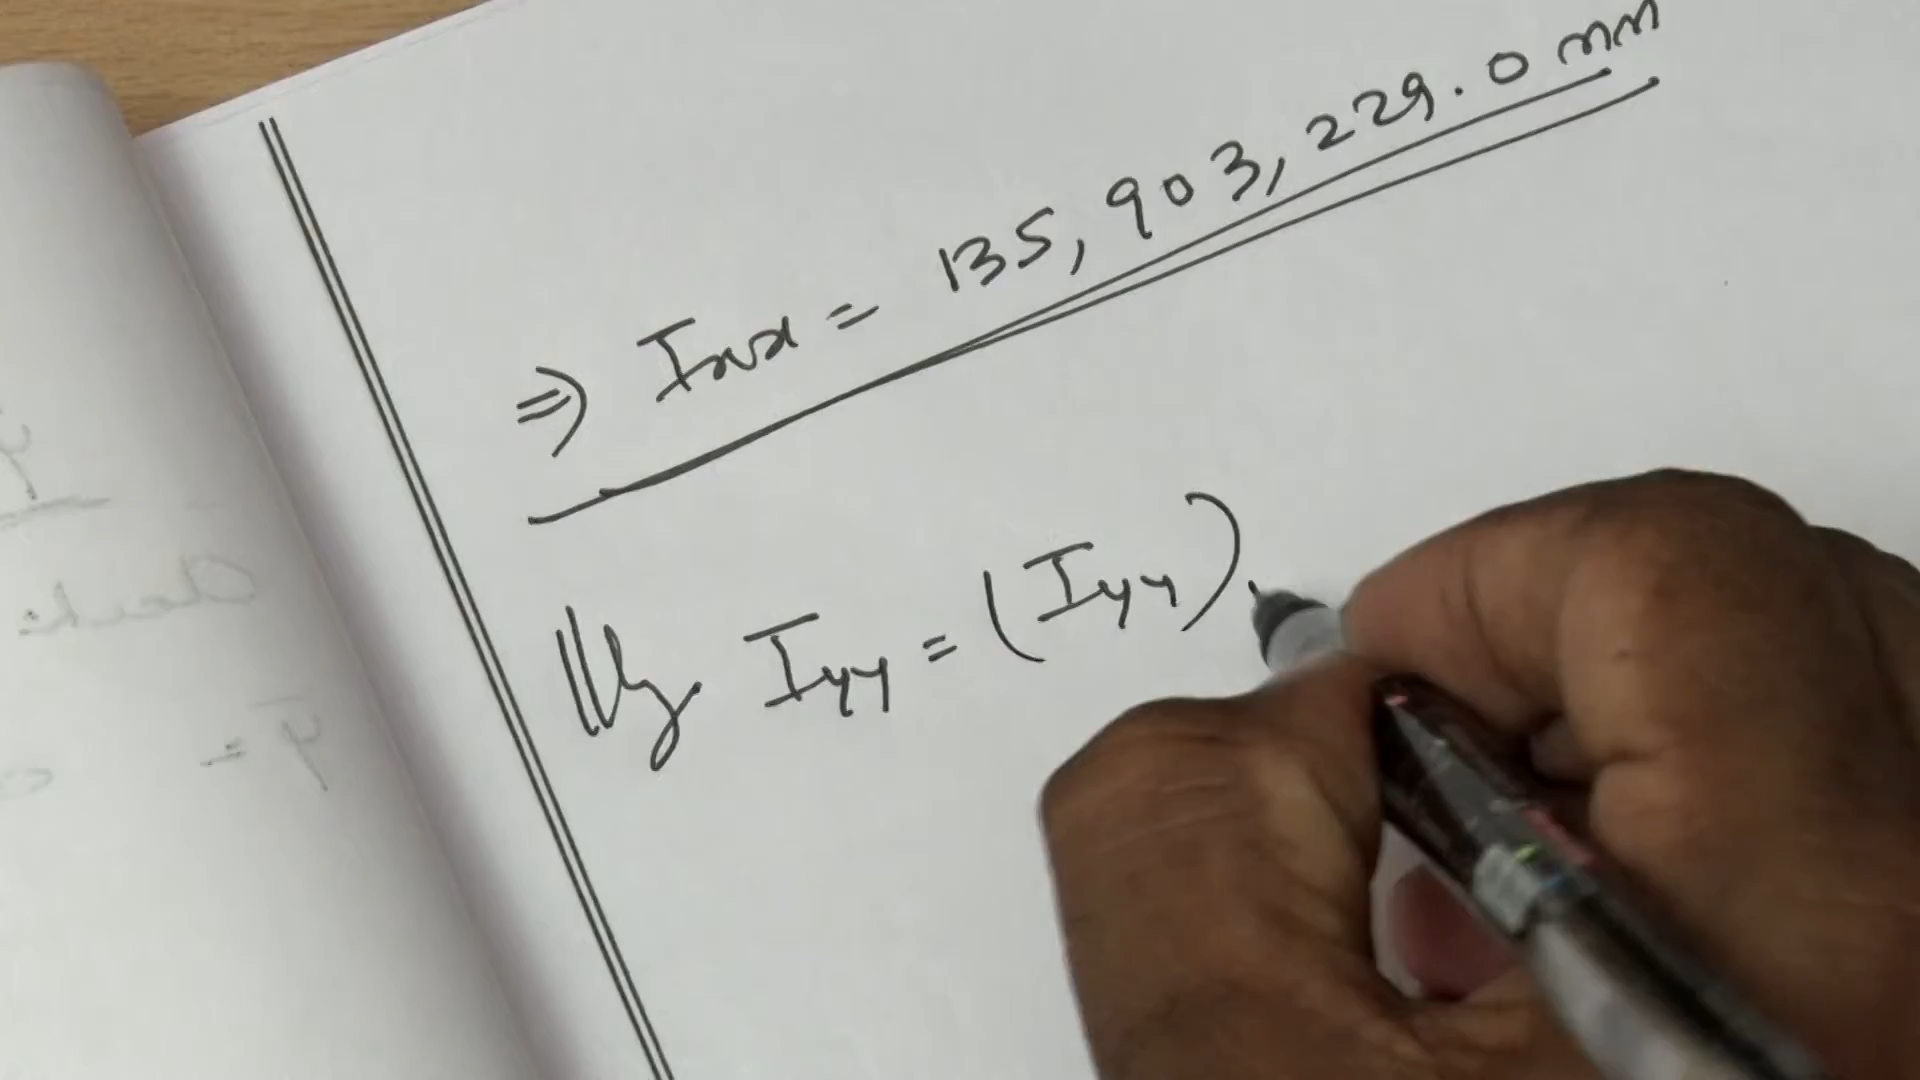 ⇒ Ixx = 135,903,229.0 mm
|||ly Iyy = (Iyy)